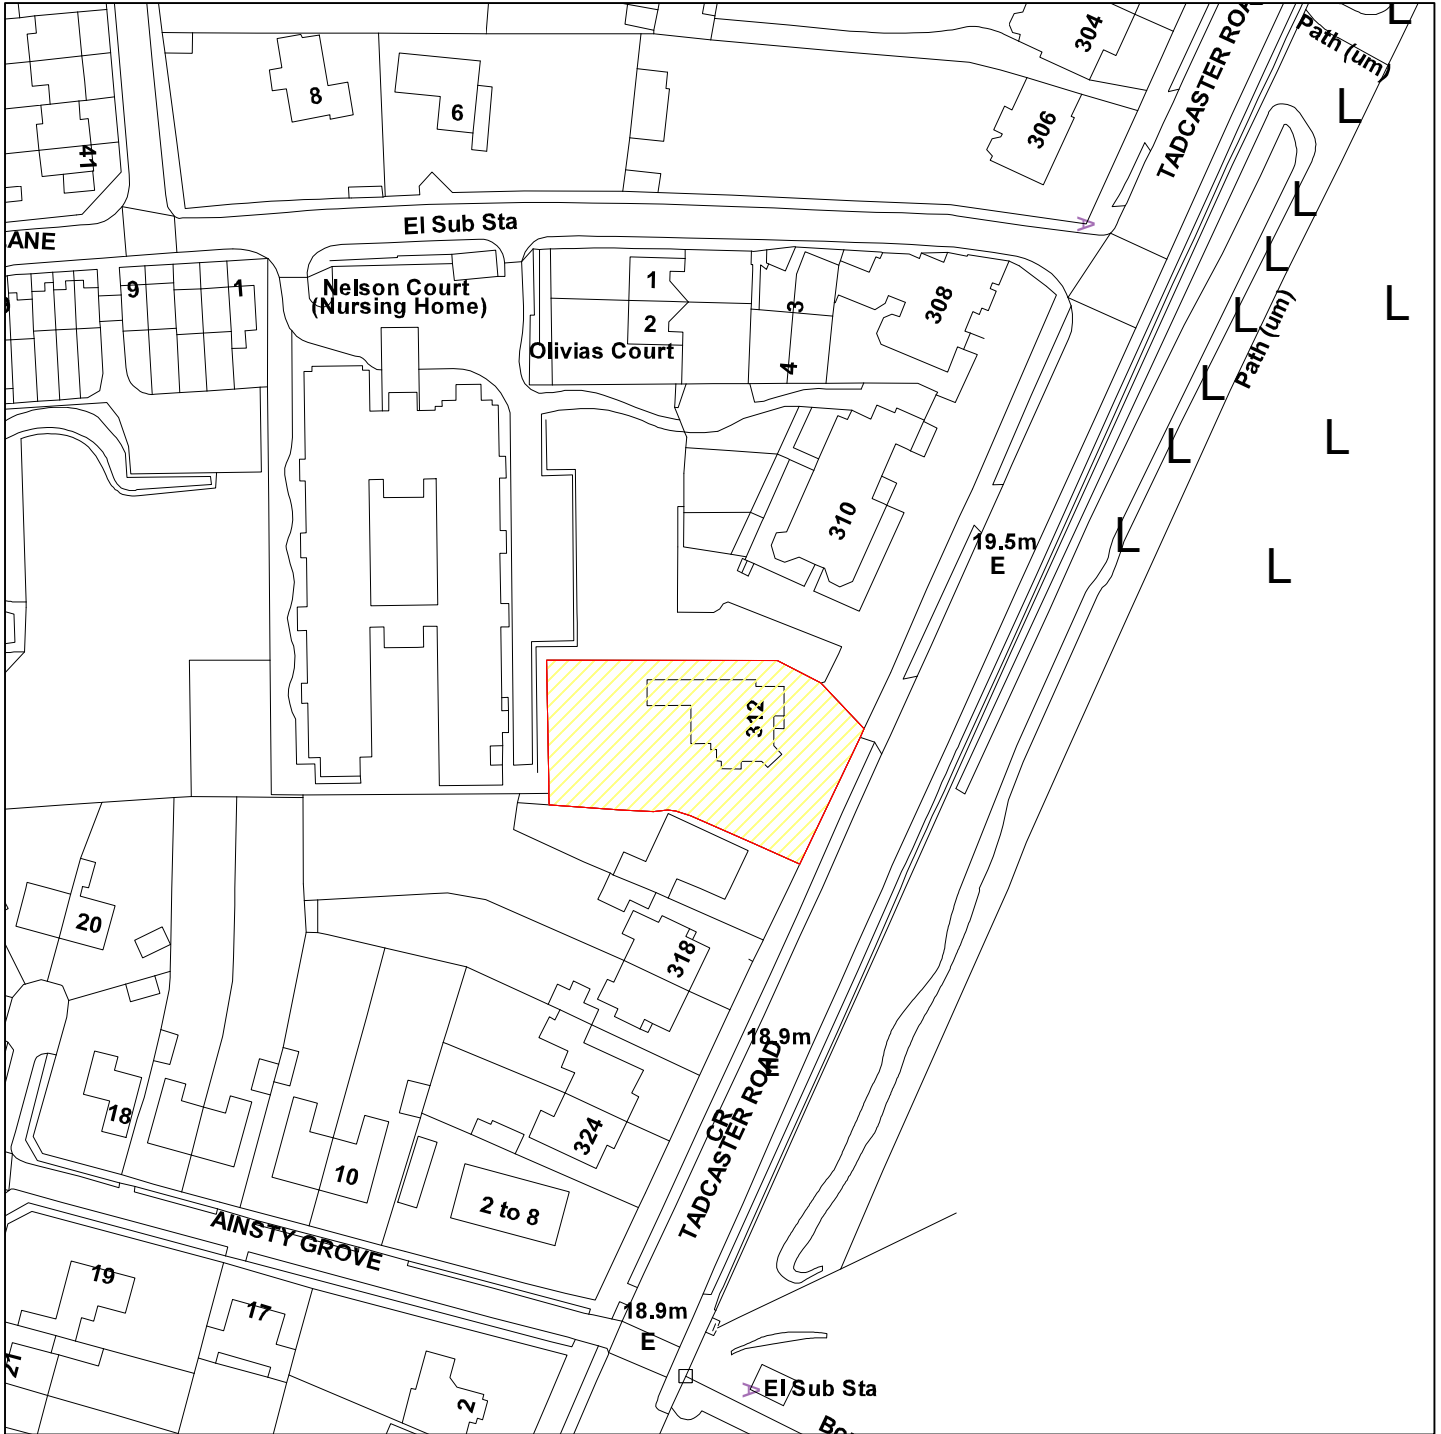 304
TADCASTER ROA
Path (um)
L
8
6
306
L
41
L
El Sub Sta
A
ANE
L
9
1
Nelson Court
(Nursing Home)
1
2
3
4
308
L
L
Olivias Court
Path (um)
L
L
L
310
19.5m
E
L
L
312
20
318
18.9m
E
18
10
324
CR
TADCASTER ROAD
2 to 8
AINSTY GROVE
19
17
18.9m
E
21
2
A
El Sub Sta